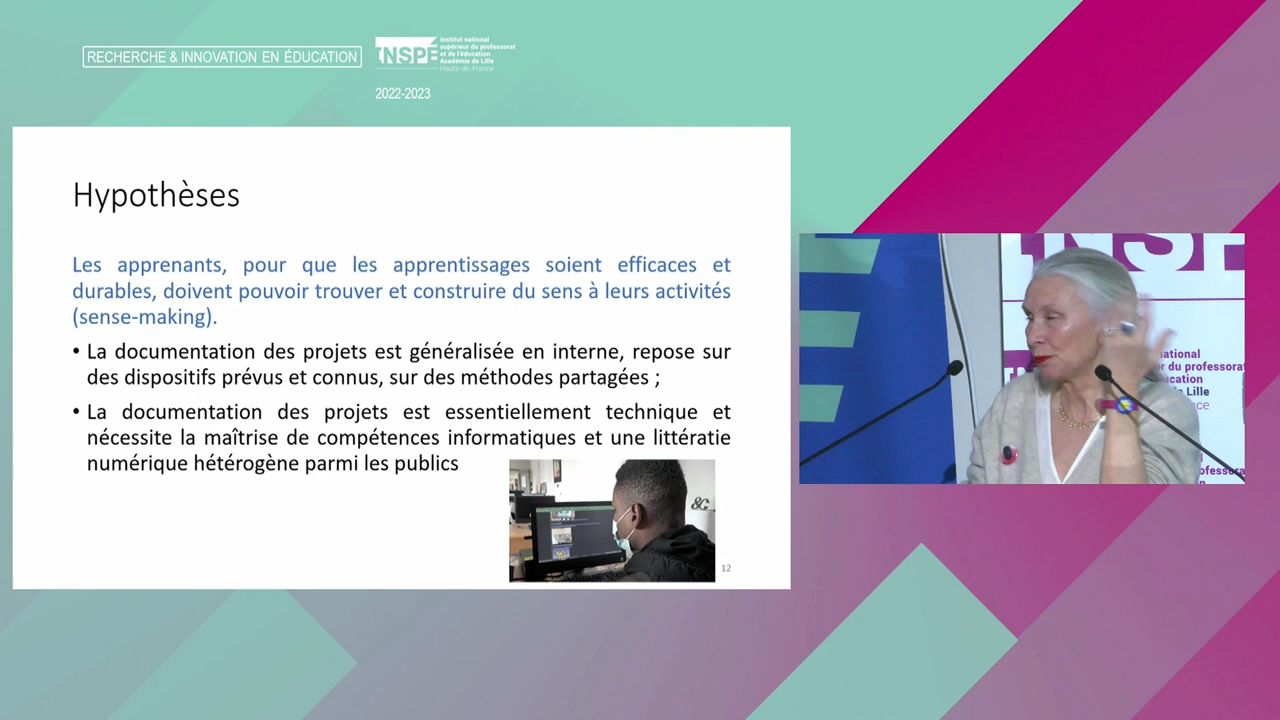 RECHERCHE & INNOVATION EN ÉDUCATION
INSPÉ
Institut national
supérieur du professorat
et de l'éducation
Académie de Lille
Hauts-de-France
2022-2023
Hypothèses
Les apprenants, pour que les apprentissages soient efficaces et
durables, doivent pouvoir trouver et construire du sens à leurs activités
(sense-making).
• La documentation des projets est généralisée en interne, repose sur
des dispositifs prévus et connus, sur des méthodes partagées ;
• La documentation des projets est essentiellement technique et
nécessite la maîtrise de compétences informatiques et une littératie
numérique hétérogène parmi les publics
12
INSP
national
r du professorat
ducation
Lille